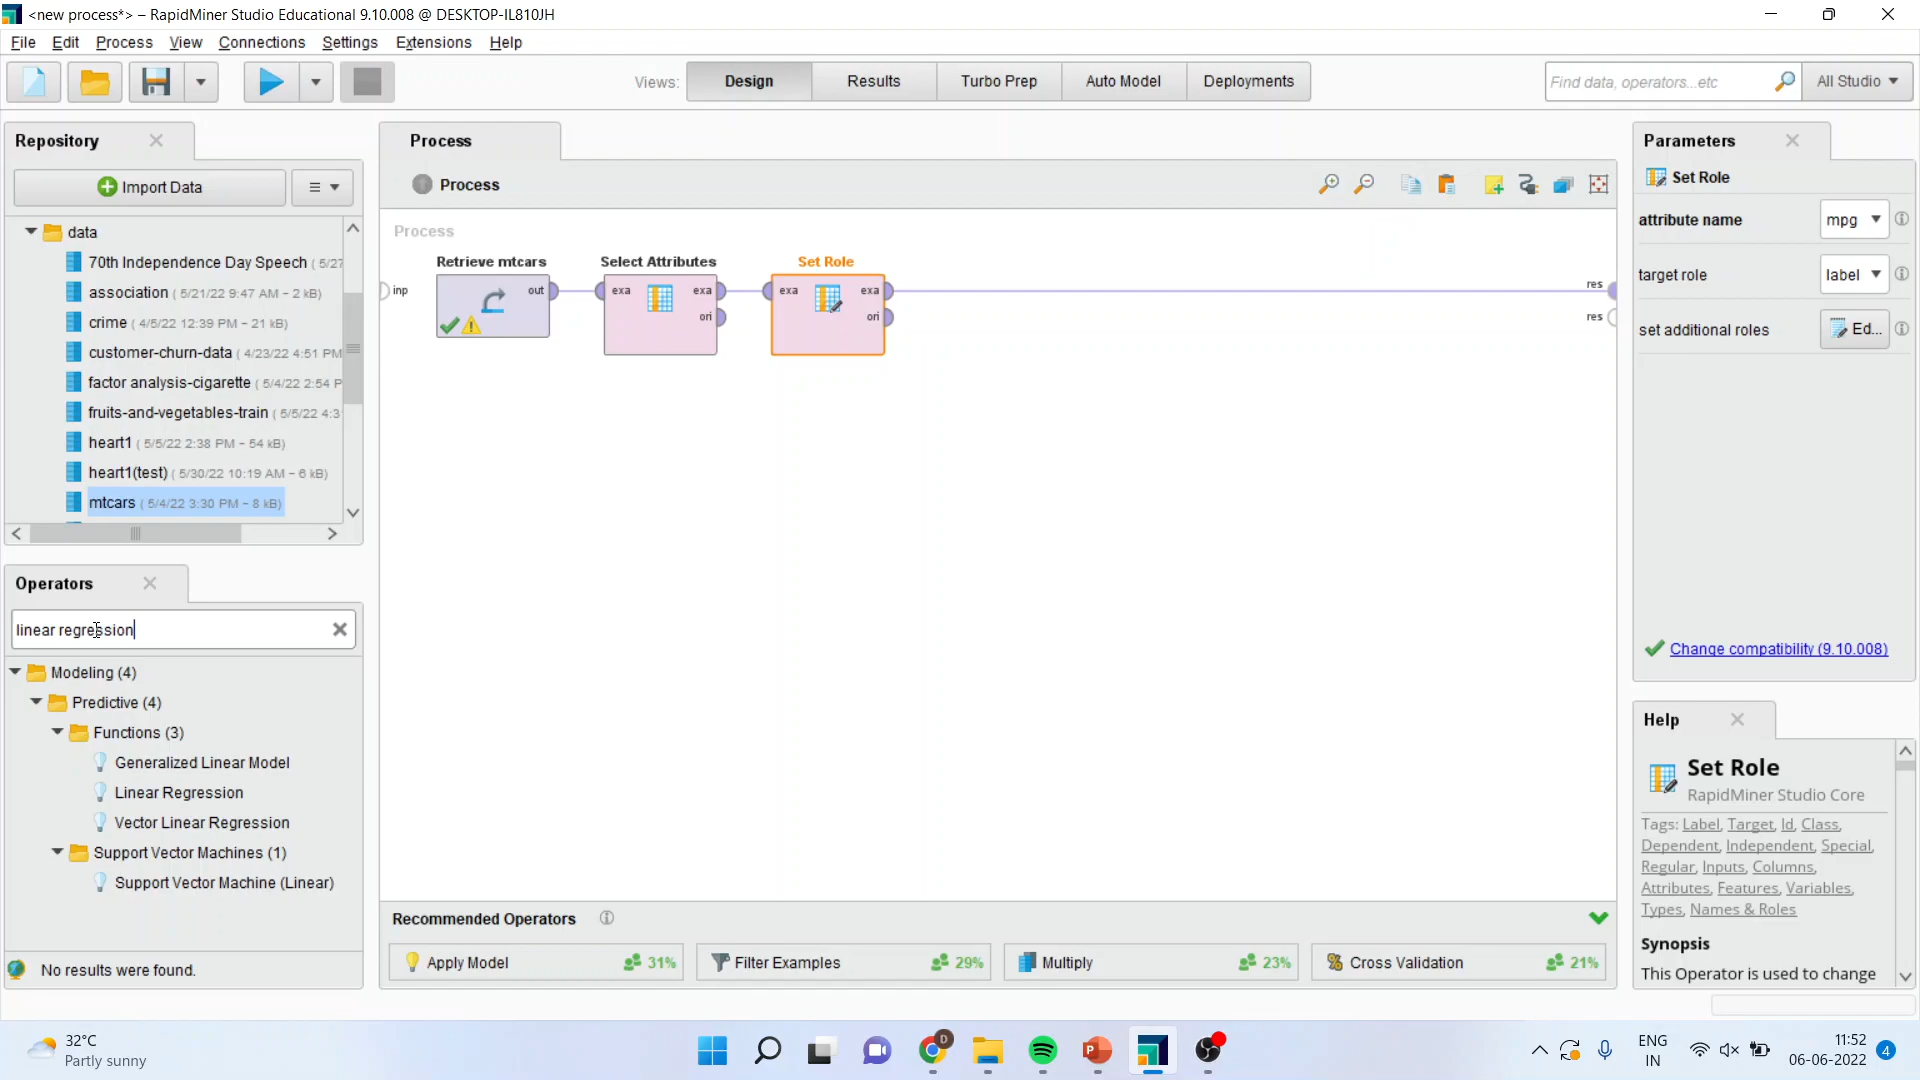 <new process*> – RapidMiner Studio Educational 9.10.008 @ DESKTOP-IL810JH
File Edit Process View Connections Settings Extensions Help
Views: Design Results Turbo Prep Auto Model Deployments
Find data, operators...etc
All Studio
Repository
Import Data
data
70th Independence Day Speech ( 5/27
association ( 5/21/22 9:47 AM – 2 kB)
crime ( 4/5/22 12:39 PM – 21 kB)
customer-churn-data ( 4/23/22 4:51 PM
factor analysis-cigarette ( 5/4/22 2:54 P
fruits-and-vegetables-train ( 5/5/22 4:3
heart1 ( 5/5/22 2:38 PM – 54 kB)
heart1(test) ( 5/30/22 10:19 AM – 6 kB)
mtcars ( 5/4/22 3:30 PM – 8 kB)
Operators
linear regression
Modeling (4)
Predictive (4)
Functions (3)
Generalized Linear Model
Linear Regression
Vector Linear Regression
Support Vector Machines (1)
Support Vector Machine (Linear)
No results were found.
Process
Process
Process
Retrieve mtcars
Select Attributes
Set Role
inp
out
exa
exa
ori
exa
exa
ori
res
res
Recommended Operators
Apply Model 31%
Filter Examples 29%
Multiply 23%
Cross Validation 21%
Parameters
Set Role
attribute name mpg
target role label
set additional roles Ed...
Change compatibility (9.10.008)
Help
Set Role
RapidMiner Studio Core
Tags: Label, Target, Id, Class,
Dependent, Independent, Special,
Regular, Inputs, Columns,
Attributes, Features, Variables,
Types, Names & Roles
Synopsis
This Operator is used to change
32°C
Partly sunny
D
ENG
IN
11:52
06-06-2022
4